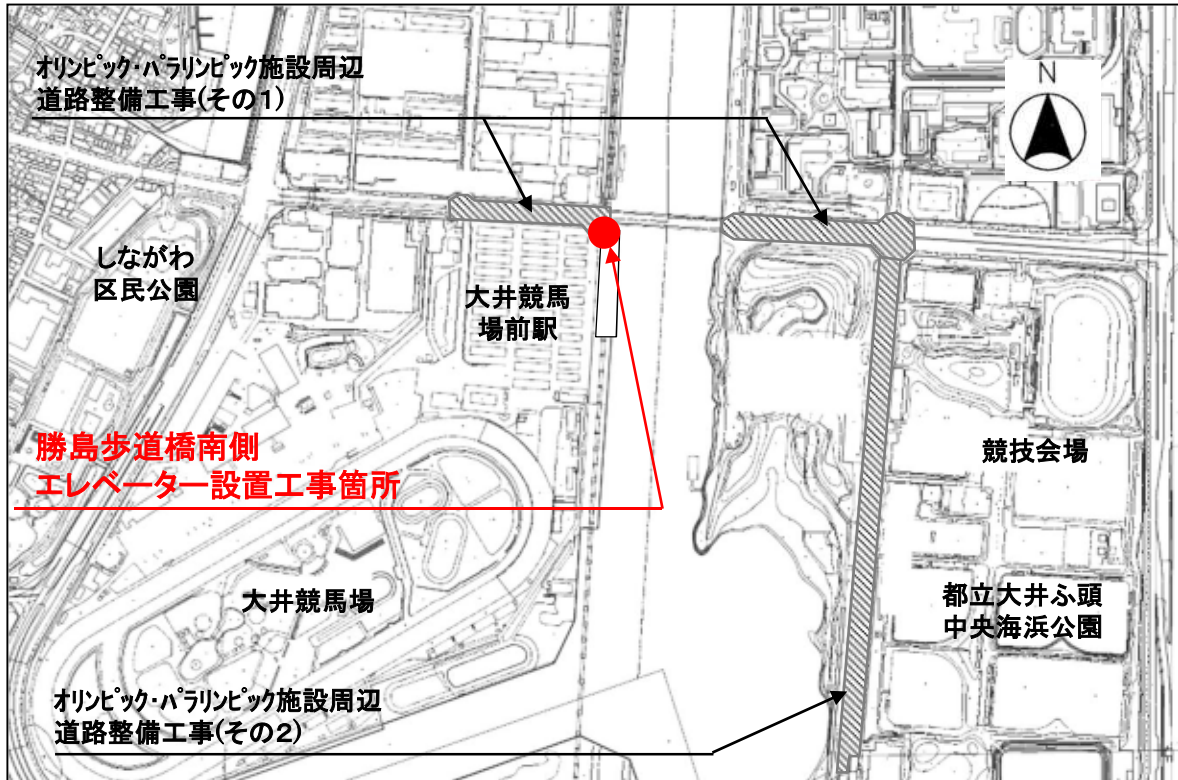 オリンピック・パラリンピック施設周辺
道路整備工事(その1)
N
しながわ
区民公園
大井競馬
場前駅
勝島歩道橋南側
エレベーター設置工事箇所
競技会場
大井競馬場
都立大井ふ頭
中央海浜公園
オリンピック・パラリンピック施設周辺
道路整備工事(その2)